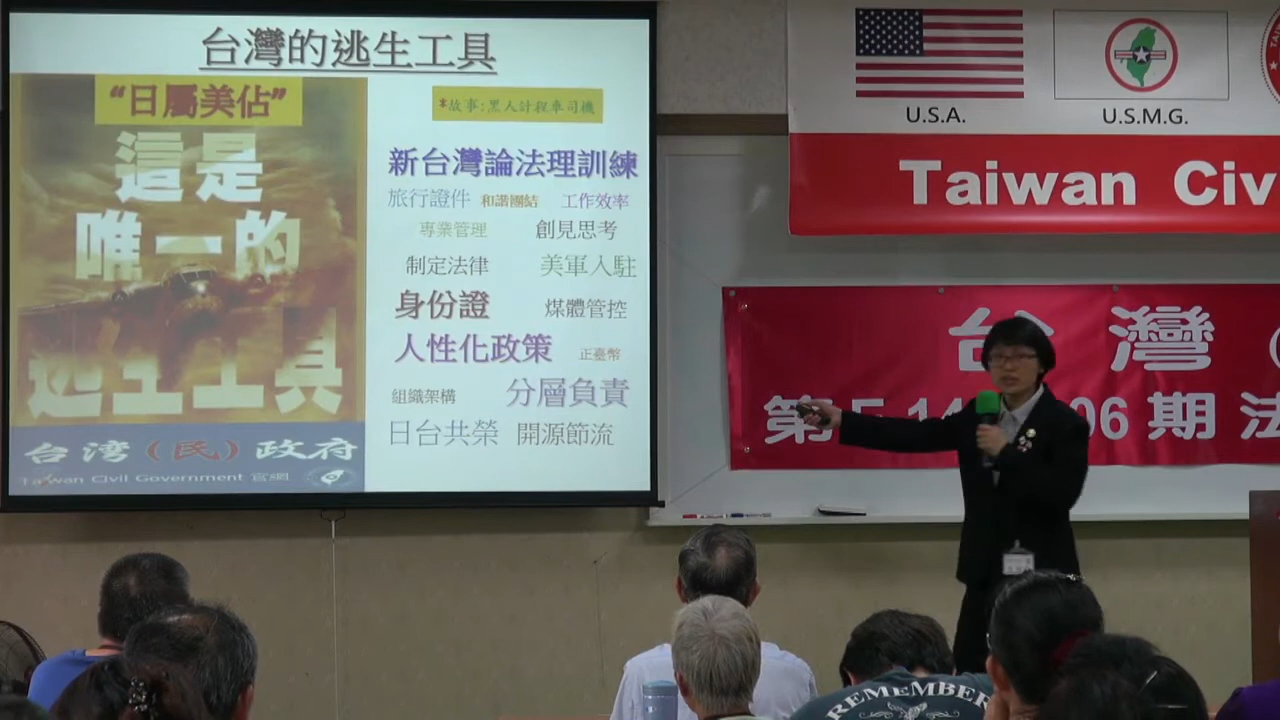 台灣的逃生工具
“日屬美佔”
這是
唯一的
逃生工具
台湾（民）政府
Taiwan Civil Government 官網
*故事:黑人計程車司機
新台灣論法理訓練
旅行證件 和諧團結 工作效率
專業管理 創見思考
制定法律 美軍入駐
身份證 媒體管控
人性化政策 正臺幣
組織架構 分層負責
日台共榮 開源節流
U.S.A.
U.S.M.G.
Taiwan Civ
台灣
06期法
REMEMBER